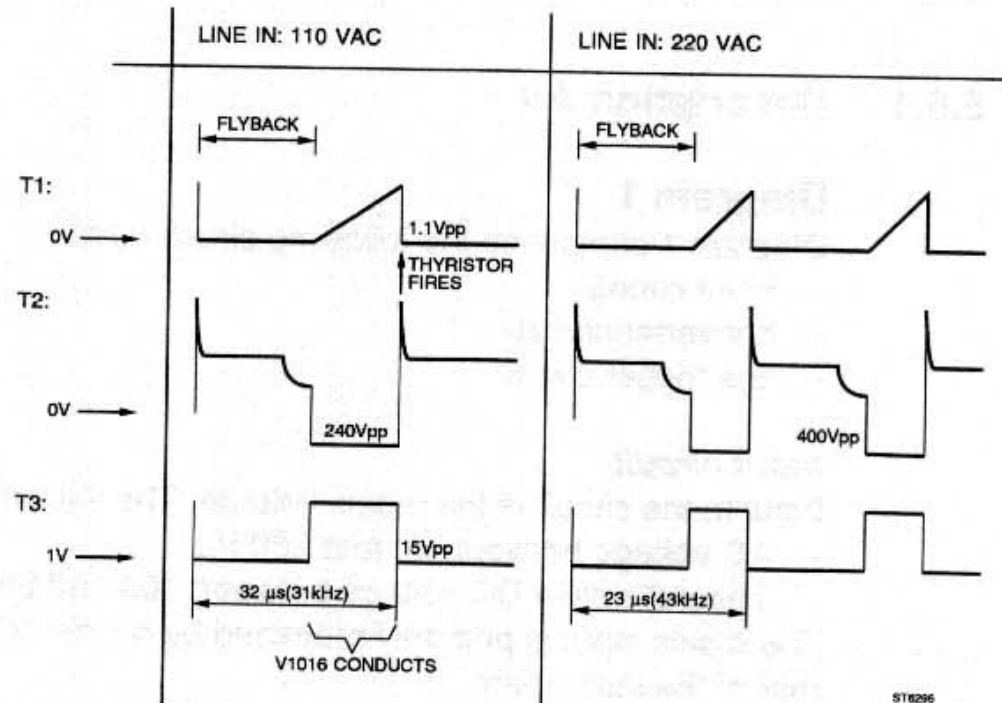 LINE IN: 110 VAC
LINE IN: 220 VAC
FLYBACK
FLYBACK
T1:
0V
1.1Vpp
THYRISTOR
FIRES
T2:
0V
240Vpp
400Vpp
T3:
1V
15Vpp
32 μs(31kHz)
23 μs(43kHz)
V1016 CONDUCTS
ST6295